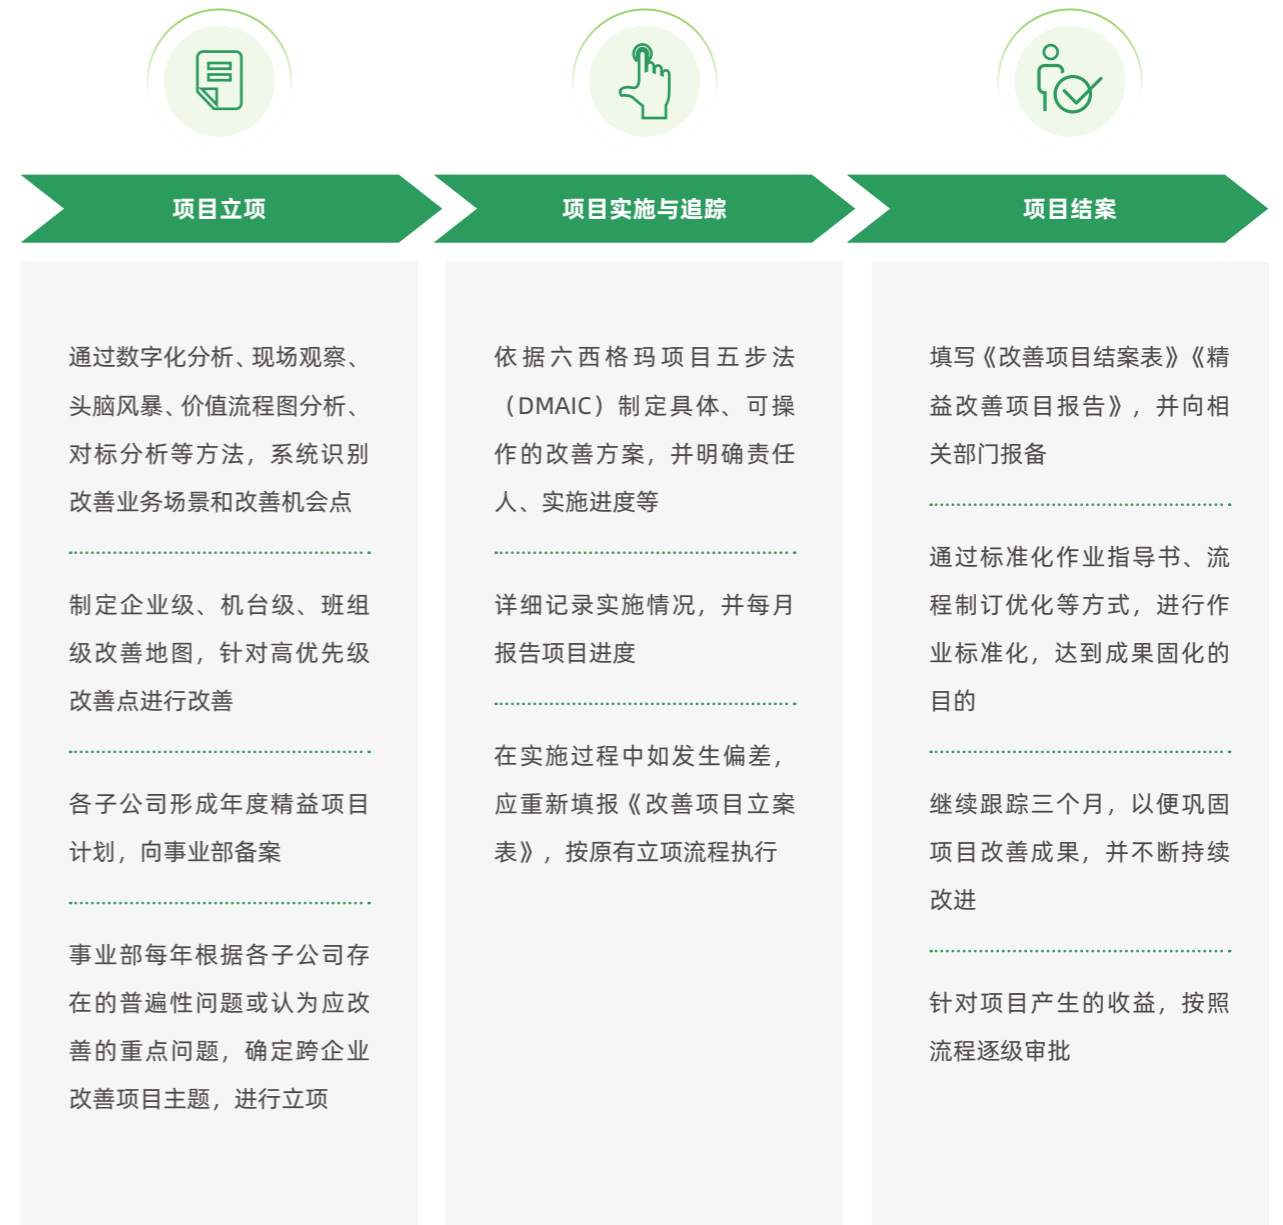 项目立项
项目实施与追踪
项目结案
通过数字化分析、现场观察、
头脑风暴、价值流程图分析、
对标分析等方法，系统识别
改善业务场景和改善机会点
制定企业级、机台级、班组
级改善地图，针对高优先级
改善点进行改善
各子公司形成年度精益项目
计划，向事业部备案
事业部每年根据各子公司存
在的普遍性问题或认为应改
善的重点问题，确定跨企业
改善项目主题，进行立项
依据六西格玛项目五步法
（DMAIC）制定具体、可操
作的改善方案，并明确责任
人、实施进度等
详细记录实施情况，并每月
报告项目进度
在实施过程中如发生偏差，
应重新填报《改善项目立案
表》，按原有立项流程执行
填写《改善项目结案表》《精
益改善项目报告》，并向相
关部门报备
通过标准化作业指导书、流
程制订优化等方式，进行作
业标准化，达到成果固化的
目的
继续跟踪三个月，以便巩固
项目改善成果，并不断持续
改进
针对项目产生的收益，按照
流程逐级审批